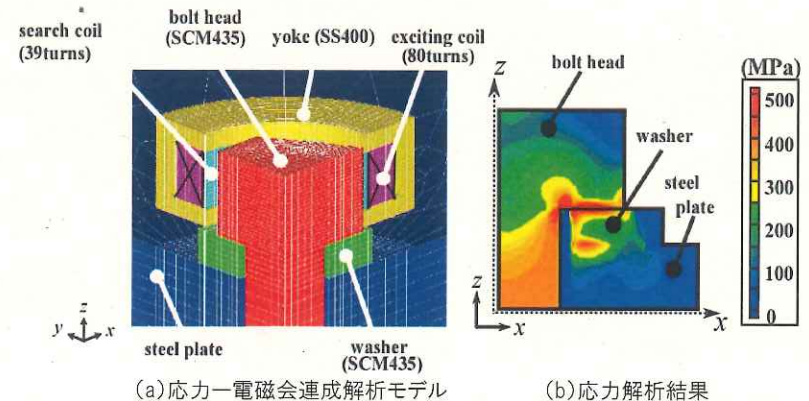 search coil
(39turns)
bolt head
(SCM435)
yoke (SS400)
exciting coil
(80turns)
z
y
x
steel plate
washer
(SCM435)
(a)応力ー電磁会連成解析モデル
z
bolt head
washer
steel
plate
z
x
x
(MPa)
500
400
300
200
100
0
(b)応力解析結果